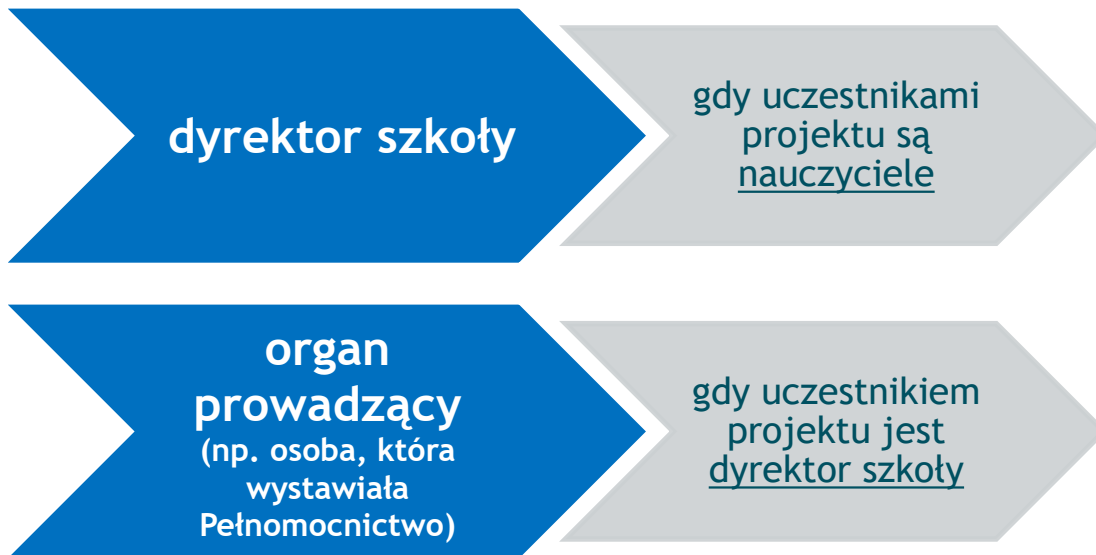 dyrektor szkoły
gdy uczestnikami
projektu są
nauczyciele
organ
prowadzący
(np. osoba, która
wystawiała
Pełnomocnictwo)
gdy uczestnikiem
projektu jest
dyrektor szkoły